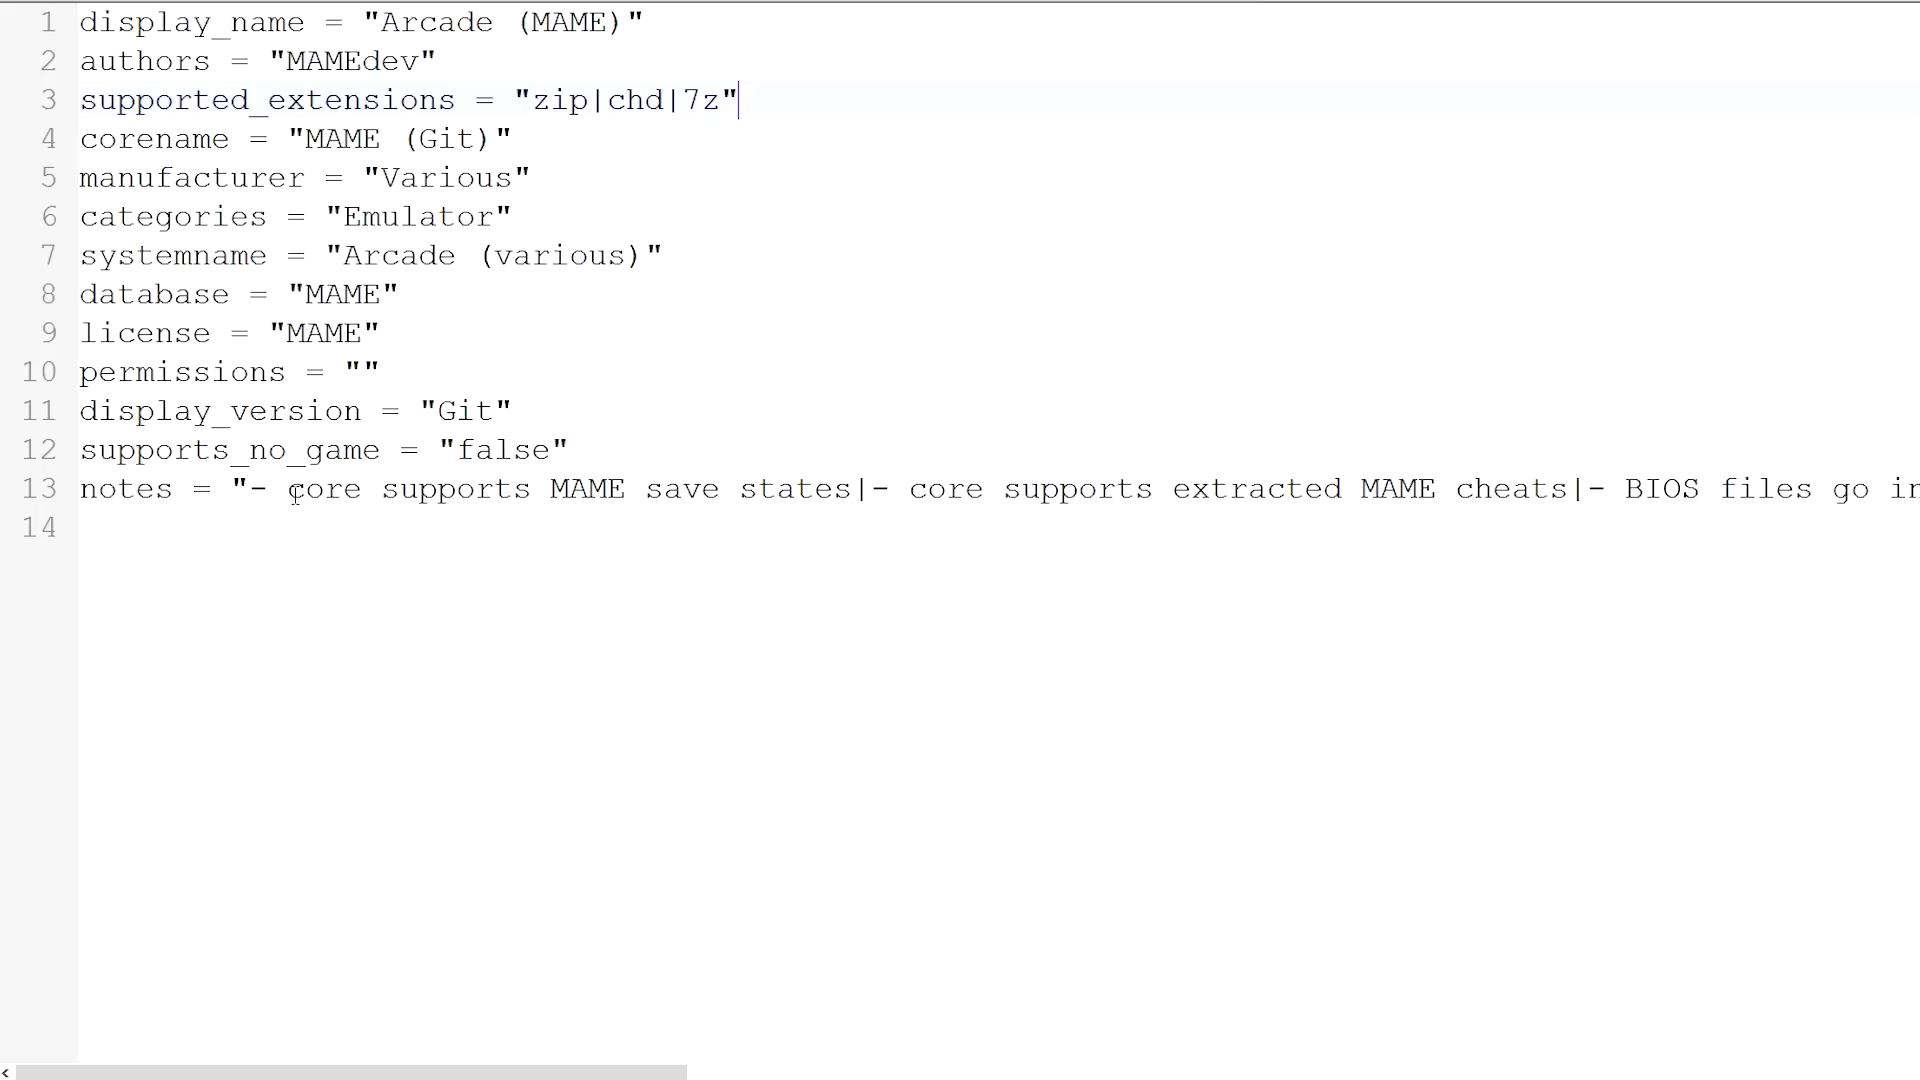 1 display_name = "Arcade (MAME)"
2 authors = "MAMEdev"
3 supported_extensions = "zip|chd|7z"
4 corename = "MAME (Git)"
5 manufacturer = "Various"
6 categories = "Emulator"
7 systemname = "Arcade (various)"
8 database = "MAME"
9 license = "MAME"
10 permissions = ""
11 display_version = "Git"
12 supports_no_game = "false"
13 notes = "- core supports MAME save states|- core supports extracted MAME cheats|- BIOS files go in
14